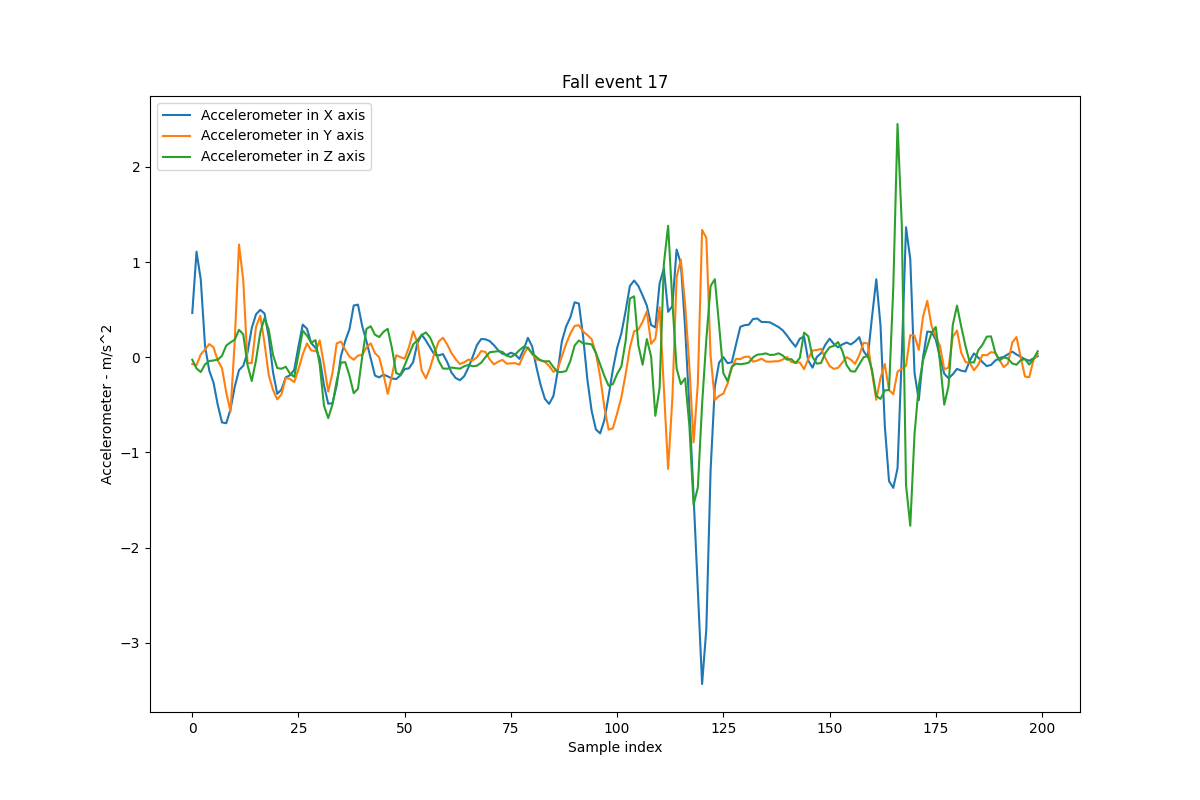 Fall event 17
Accelerometer in X axis
Accelerometer in Y axis
Accelerometer in Z axis
Accelerometer - m/s^2
2
1
0
−1
−2
−3
0 25 50 75 100 125 150 175 200
Sample index